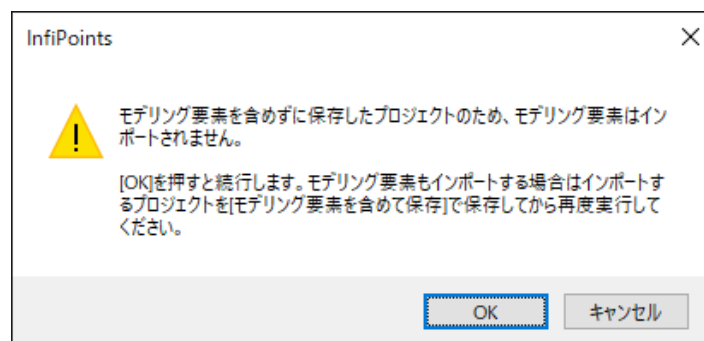 InfiPoints
モデリング要素を含めずに保存したプロジェクトのため、モデリング要素はイン
ポートされません。
[OK]を押すと続行します。モデリング要素もインポートする場合はインポートす
るプロジェクトを[モデリング要素を含めて保存]で保存してから再度実行して
ください。
OK
キャンセル